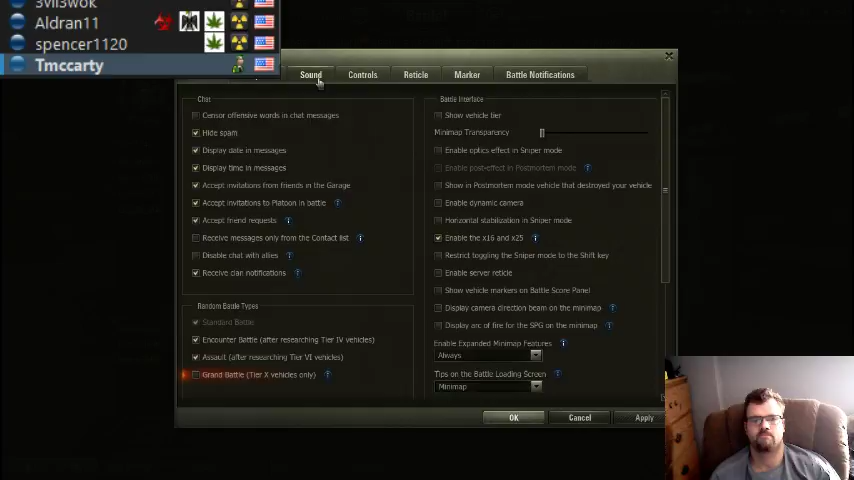 3vil3wok
Aldran11
spencer1120
Tmccarty
Sound
Controls
Reticle
Marker
Battle Notifications
Chat
Censor offensive words in chat messages
Hide spam
Display date in messages
Display time in messages
Accept invitations from friends in the Garage
Accept invitations to Platoon in battle
Accept friend requests
Receive messages only from the Contact list
Disable chat with allies
Receive clan notifications
Random Battle Types
Standard Battle
Encounter Battle (after researching Tier IV vehicles)
Assault (after researching Tier VI vehicles)
Grand Battle (Tier X vehicles only)
Battle Interface
Show vehicle tier
Minimap Transparency
Enable optics effect in Sniper mode
Enable post-effect in Postmortem mode
Show in Postmortem mode vehicle that destroyed your vehicle
Enable dynamic camera
Horizontal stabilization in Sniper mode
Enable the x16 and x25
Restrict toggling the Sniper mode to the Shift key
Enable server reticle
Show vehicle markers on Battle Score Panel
Display camera direction beam on the minimap
Display arc of fire for the SPG on the minimap
Enable Expanded Minimap Features
Always
Tips on the Battle Loading Screen
Minimap
OK
Cancel
Apply